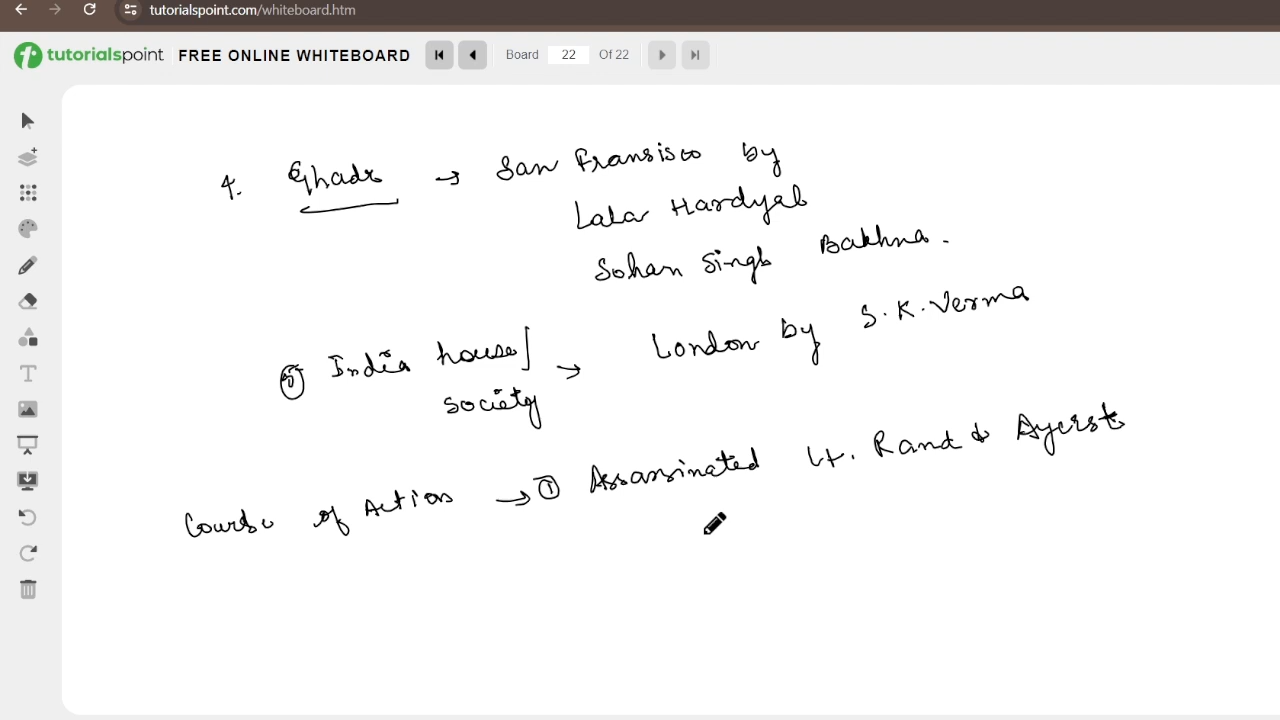 tutorialspoint.com/whiteboard.htm
tutorialspoint FREE ONLINE WHITEBOARD Board 22 Of 22
4. Ghadr → San Fransisco by
Lala Hardyal
Sohan Singh Bakhna.
⑤ India house/ → London by S.K. Verma
society
Course of Action → ① Assassinated Lt. Rand & Ayerst